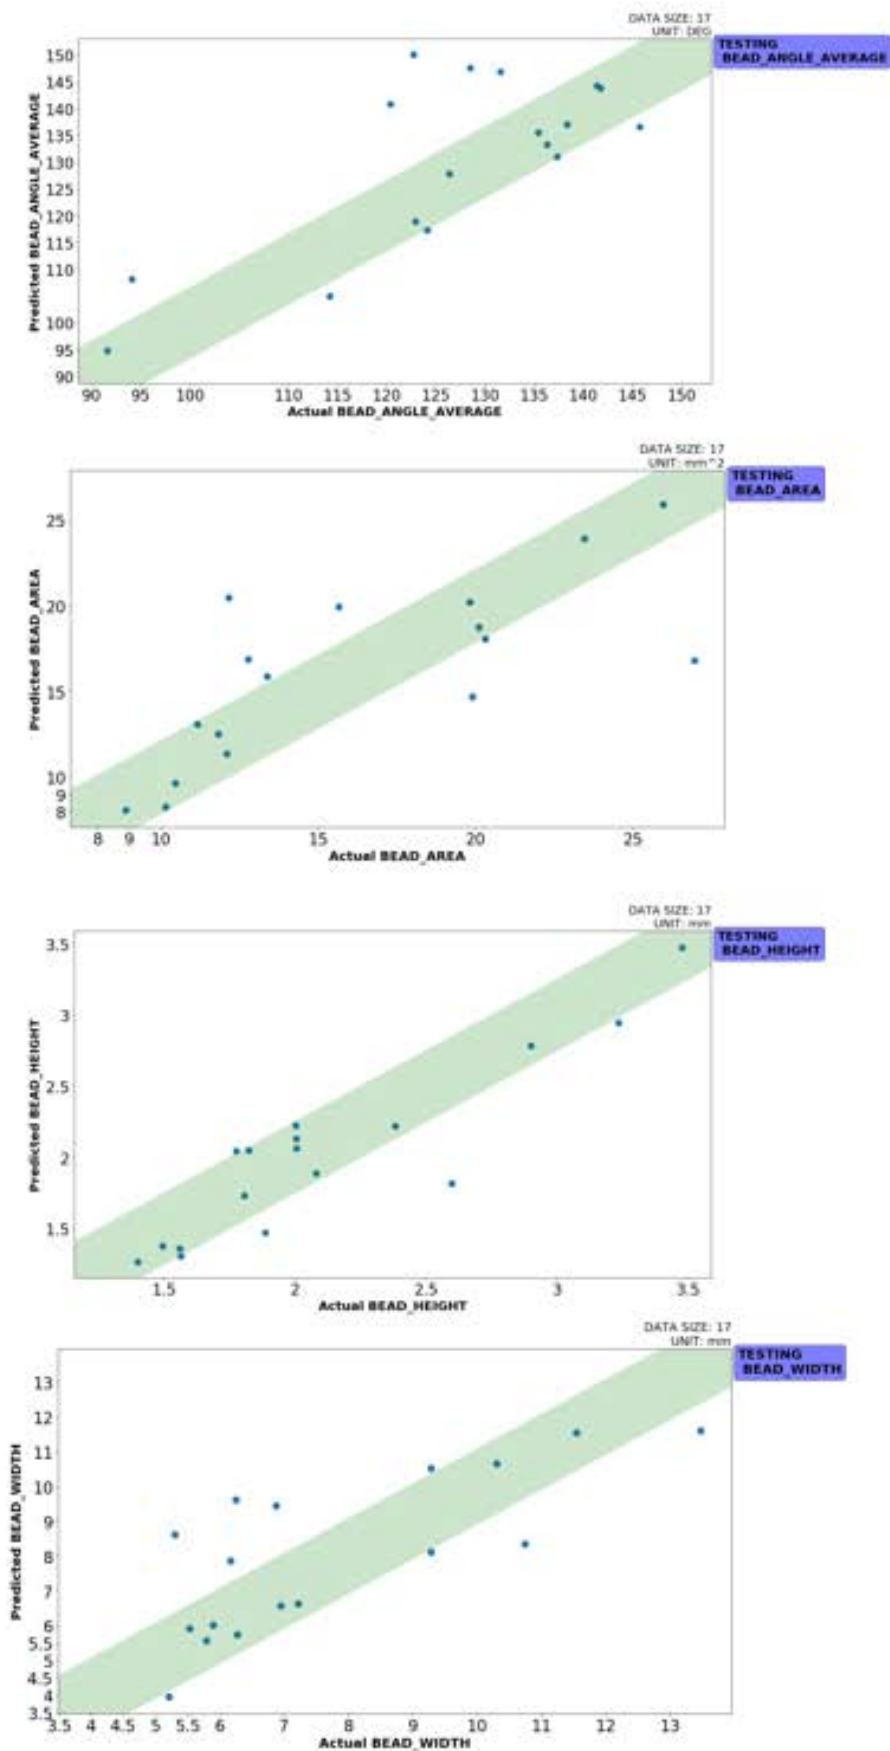 DATA SIZE: 17
UNIT: DEG
TESTING
BEAD_ANGLE_AVERAGE
Predicted BEAD_ANGLE_AVERAGE
150
145
140
135
130
125
120
115
110
100
95
90
90 95 100 110 115 120 125 130 135 140 145 150
Actual BEAD_ANGLE_AVERAGE
DATA SIZE: 17
UNIT: mm^2
TESTING
BEAD_AREA
Predicted BEAD_AREA
25
20
15
10
9
8
8 9 10 15 20 25
Actual BEAD_AREA
DATA SIZE: 17
UNIT: mm
TESTING
BEAD_HEIGHT
Predicted BEAD_HEIGHT
3.5
3
2.5
2
1.5
1.5 2 2.5 3 3.5
Actual BEAD_HEIGHT
DATA SIZE: 17
UNIT: mm
TESTING
BEAD_WIDTH
Predicted BEAD_WIDTH
13
12
11
10
9
8
7
6
5.5
5
4.5
4
3.5
3.5 4 4.5 5 5.5 6 7 8 9 10 11 12 13
Actual BEAD_WIDTH